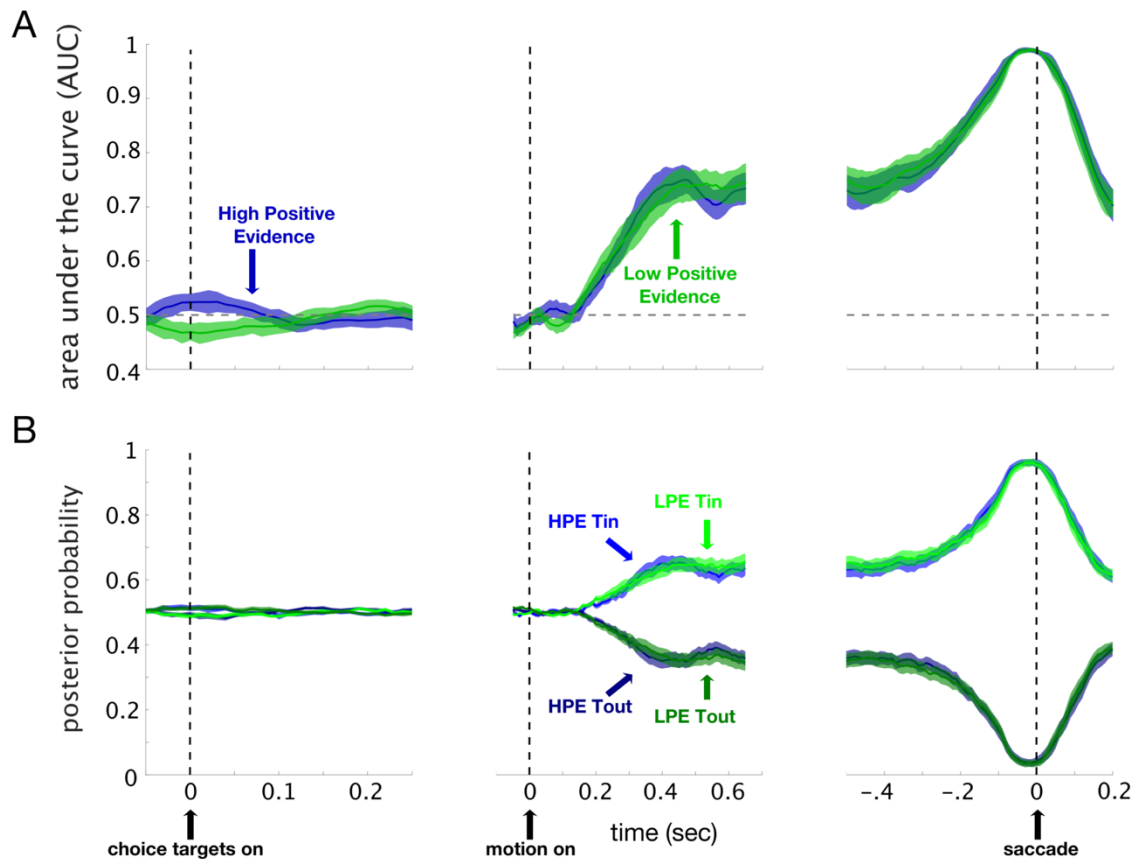 A
area under the curve (AUC)
1
0.9
0.8
0.7
0.6
0.5
0.4
High Positive
Evidence
Low Positive
Evidence
B
posterior probability
1
0.8
0.6
0.4
0.2
0
HPE Tin
LPE Tin
HPE Tout
LPE Tout
0 0.1 0.2
0 0.2 0.4 0.6
-.4 -.2 0 0.2
time (sec)
choice targets on
motion on
saccade